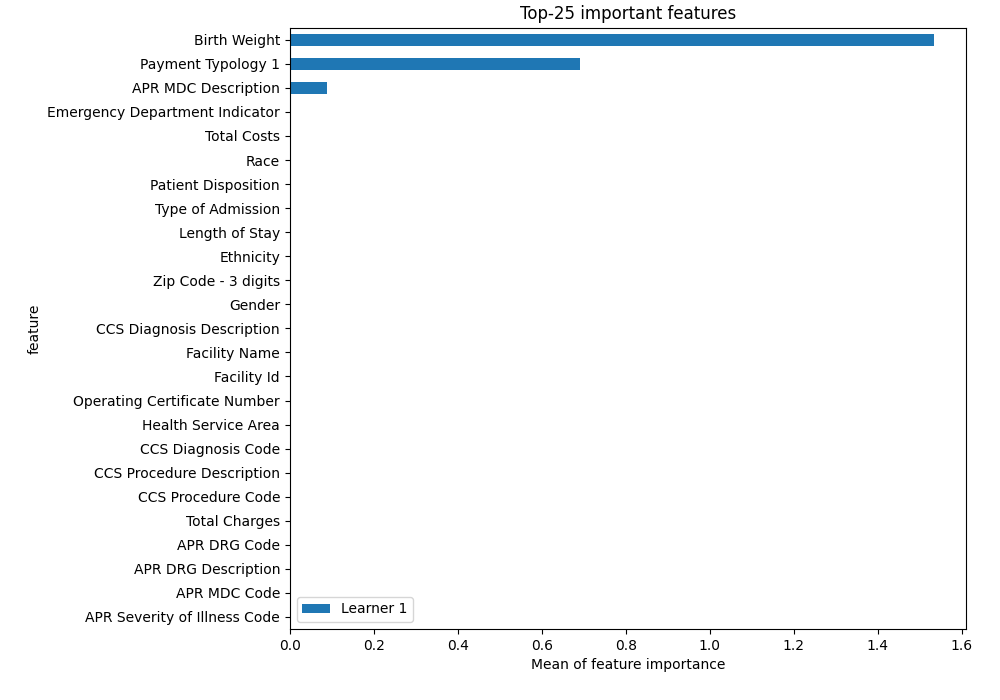 Top-25 important features
Birth Weight
Payment Typology 1
APR MDC Description
Emergency Department Indicator
Total Costs
Race
Patient Disposition
Type of Admission
Length of Stay
Ethnicity
Zip Code - 3 digits
Gender
CCS Diagnosis Description
Facility Name
Facility Id
Operating Certificate Number
Health Service Area
CCS Diagnosis Code
CCS Procedure Description
CCS Procedure Code
Total Charges
APR DRG Code
APR DRG Description
APR MDC Code
APR Severity of Illness Code
feature
Learner 1
0.0 0.2 0.4 0.6 0.8 1.0 1.2 1.4 1.6
Mean of feature importance